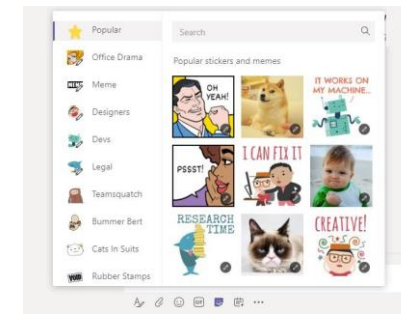 Popular
Office Drama
Meme
Designers
Devs
Legal
Teamsquatch
Bummer Bert
Cats In Suits
Rubber Stamps
Search
Popular stickers and memes
OH
YEAH!
IT WORKS ON
MY MACHINE...
PSSST!
I CAN FIX IT
RESEARCH
TIME
CREATIVE!
GIF